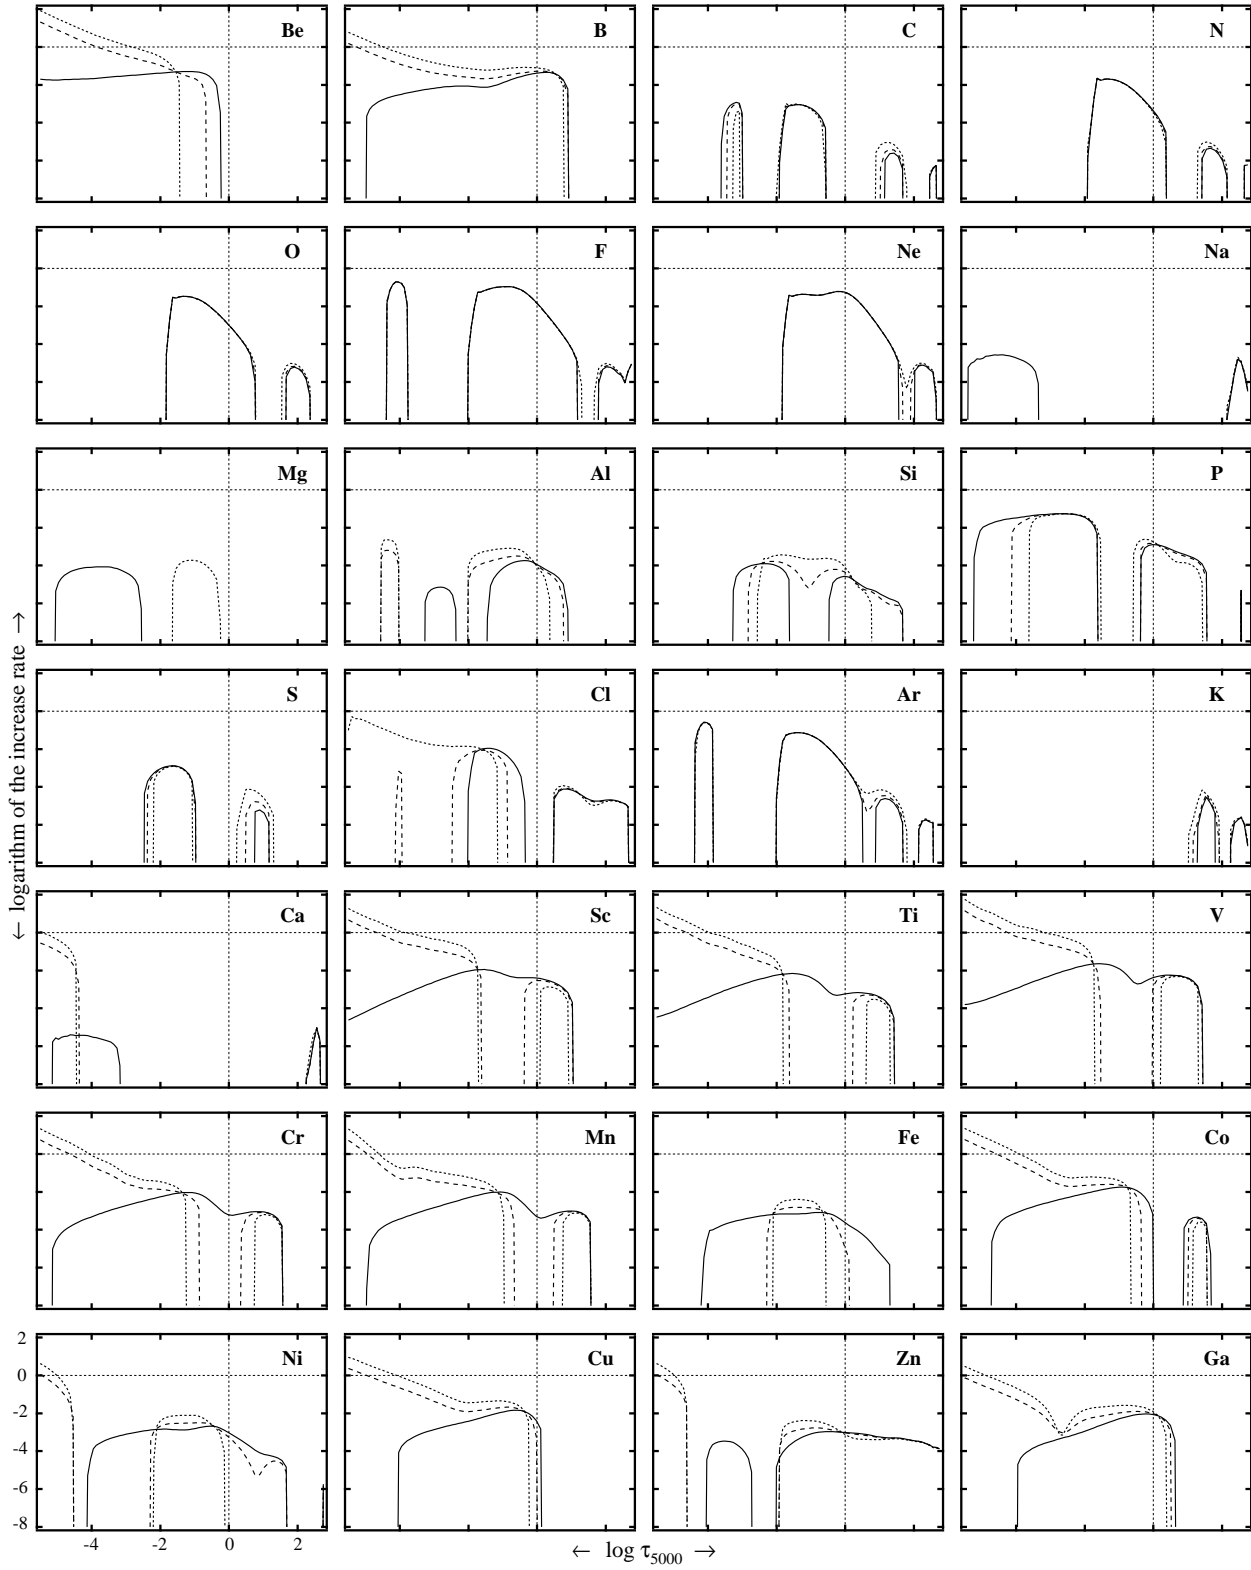 Be B C N
O F Ne Na
Mg Al Si P
S Cl Ar K
Ca Sc Ti V
Cr Mn Fe Co
Ni Cu Zn Ga
← logarithm of the increase rate →
2
0
-2
-4
-6
-8
-4 -2 0 2
← log τ5000 →